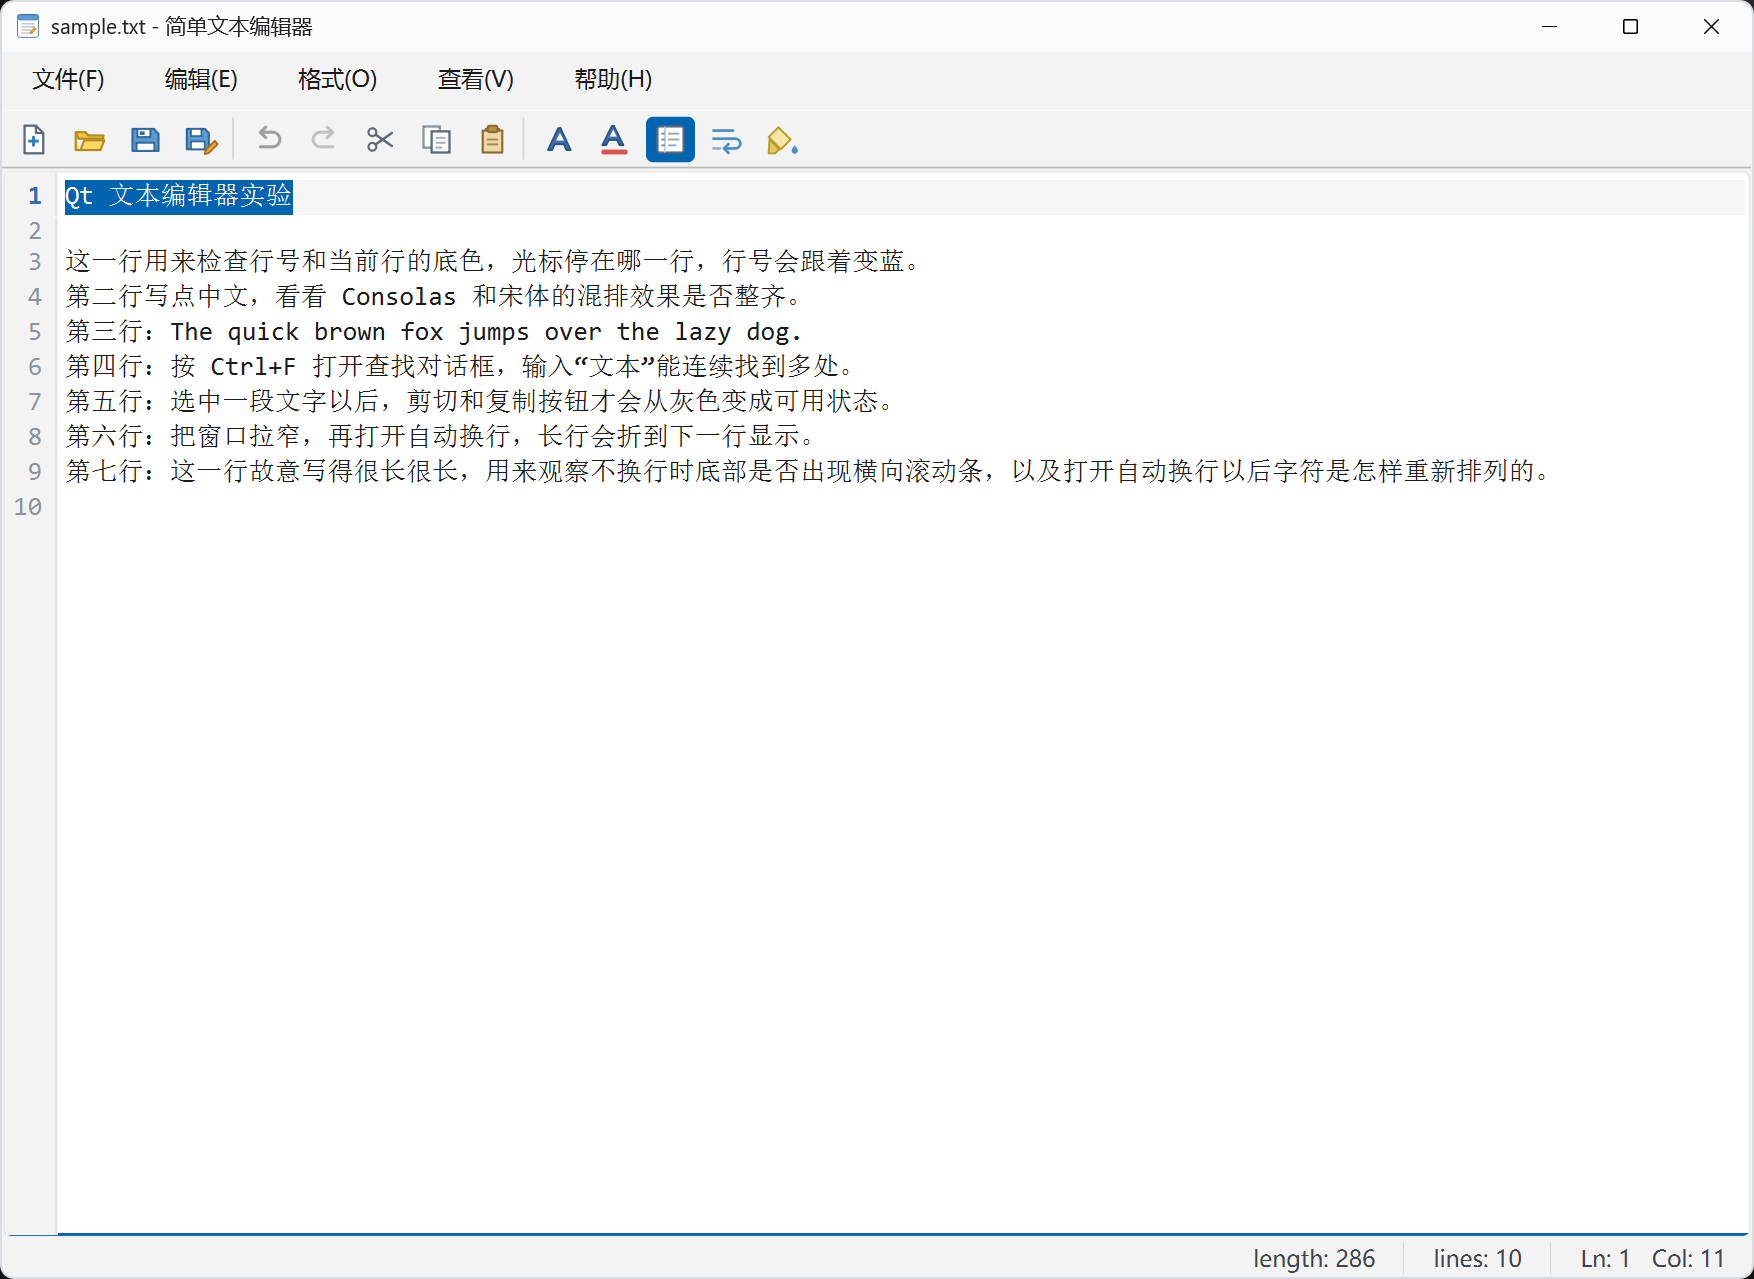 sample.txt - 简单文本编辑器
文件(F) 编辑(E) 格式(O) 查看(V) 帮助(H)
1 Qt 文本编辑器实验
2
3 这一行用来检查行号和当前行的底色，光标停在哪一行，行号会跟着变蓝。
4 第二行写点中文，看看 Consolas 和宋体的混排效果是否整齐。
5 第三行：The quick brown fox jumps over the lazy dog.
6 第四行：按 Ctrl+F 打开查找对话框，输入“文本”能连续找到多处。
7 第五行：选中一段文字以后，剪切和复制按钮才会从灰色变成可用状态。
8 第六行：把窗口拉窄，再打开自动换行，长行会折到下一行显示。
9 第七行：这一行故意写得很长很长，用来观察不换行时底部是否出现横向滚动条，以及打开自动换行以后字符是怎样重新排列的。
10
length: 286 lines: 10 Ln: 1 Col: 11